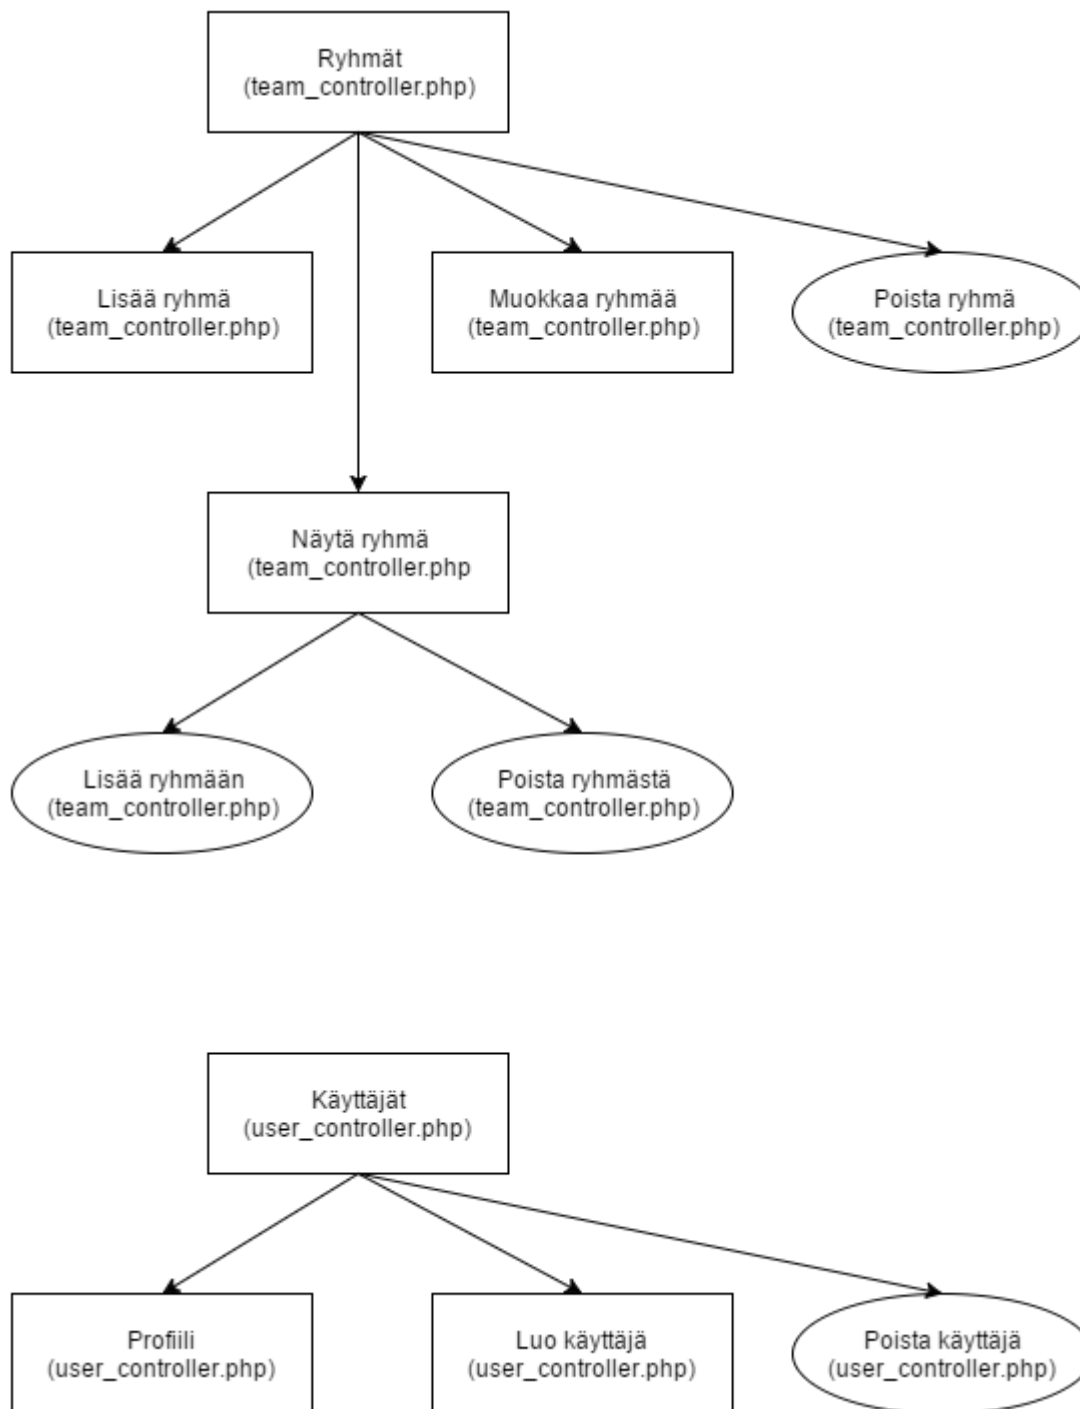 Ryhmät
(team_controller.php)
Lisää ryhmä
(team_controller.php)
Muokkaa ryhmää
(team_controller.php)
Poista ryhmä
(team_controller.php)
Näytä ryhmä
(team_controller.php
Lisää ryhmään
(team_controller.php)
Poista ryhmästä
(team_controller.php)
Käyttäjät
(user_controller.php)
Profiili
(user_controller.php)
Luo käyttäjä
(user_controller.php)
Poista käyttäjä
(user_controller.php)